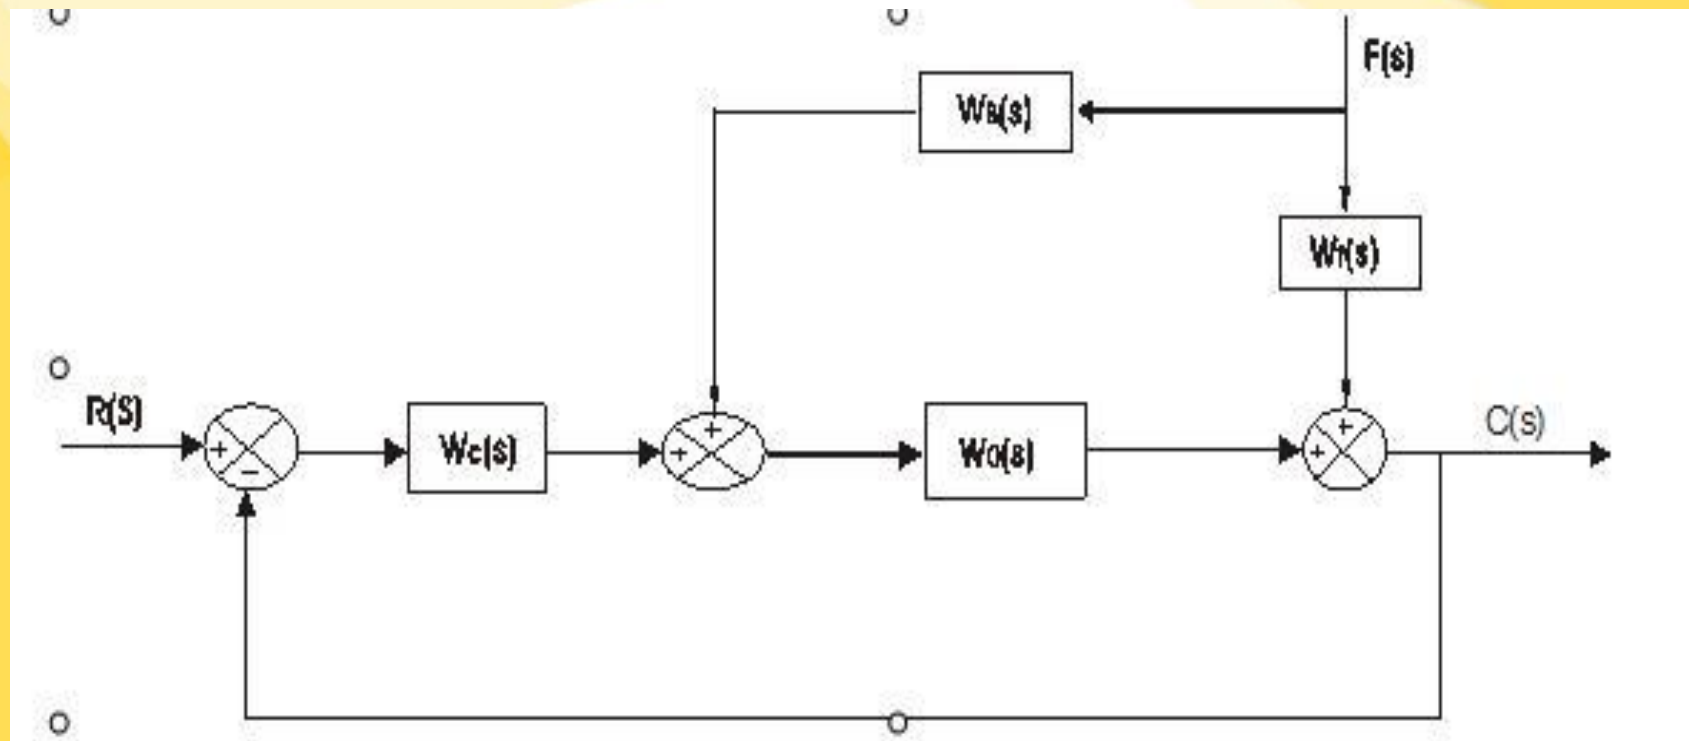 F(s)
WB(s)
Wf(s)
R(S)
+
−
Wc(s)
+
+
WO(s)
+
+
C(s)